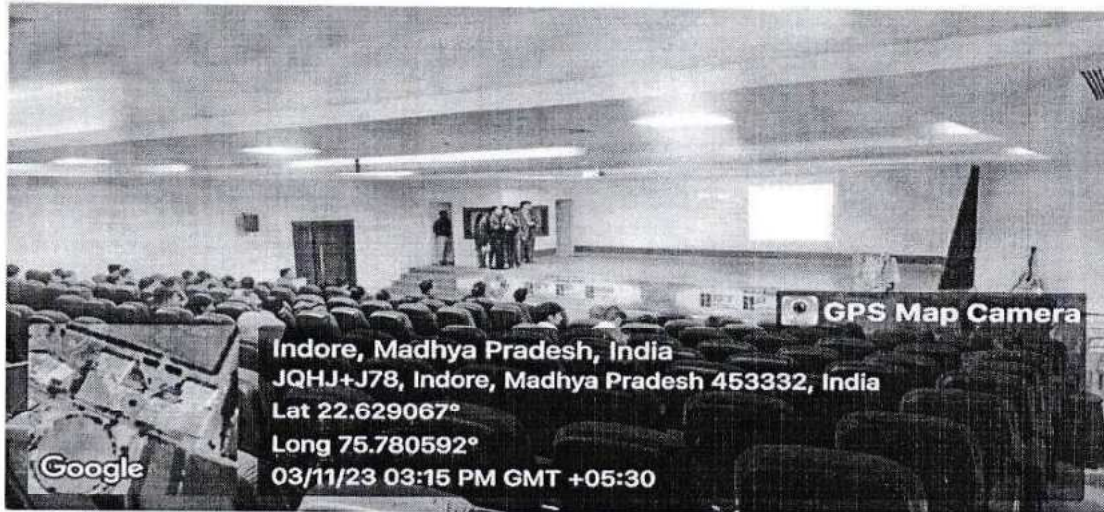 GPS Map Camera
Indore, Madhya Pradesh, India
JQHJ+J78, Indore, Madhya Pradesh 453332, India
Lat 22.629067°
Long 75.780592°
03/11/23 03:15 PM GMT +05:30
Google